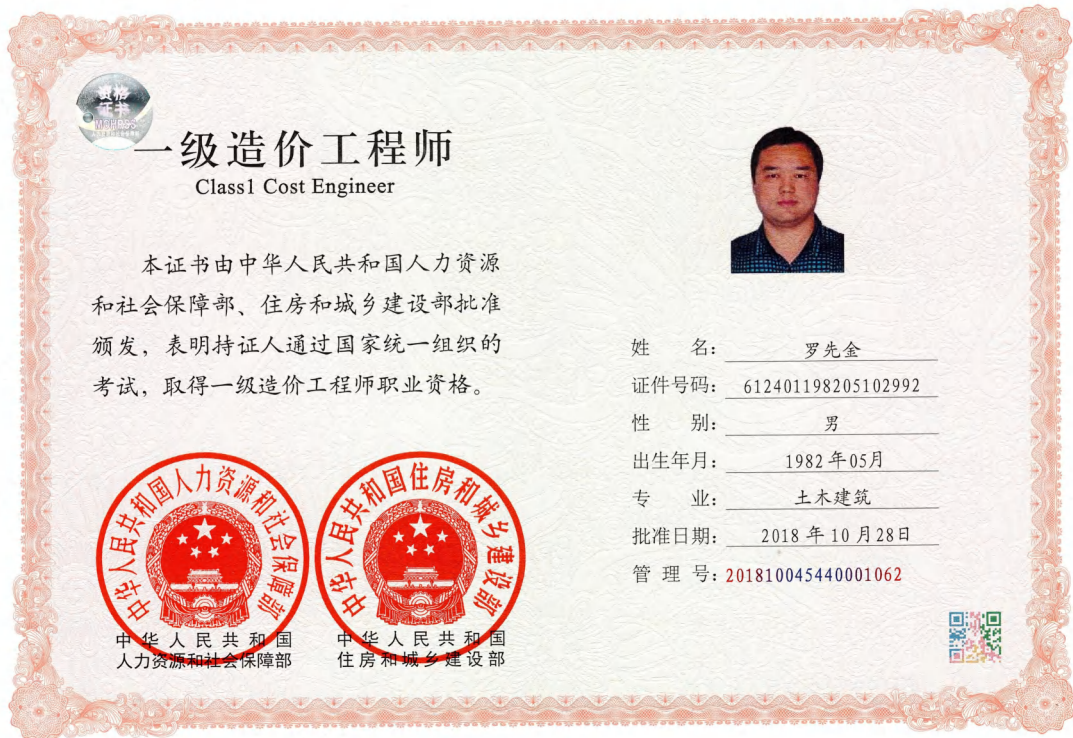 资格
证书
MOHRSS
一级造价工程师
Class1 Cost Engineer
本证书由中华人民共和国人力资源
和社会保障部、住房和城乡建设部批准
颁发，表明持证人通过国家统一组织的
考试，取得一级造价工程师职业资格。
姓　　名：罗先金
证件号码：612401198205102992
性　　别：男
出生年月：1982年05月
专　　业：土木建筑
批准日期：2018年10月28日
管 理 号：201810045440001062
中华人民共和国人力资源和社会保障部
中华人民共和国住房和城乡建设部
中华人民共和国
人力资源和社会保障部
中华人民共和国
住房和城乡建设部